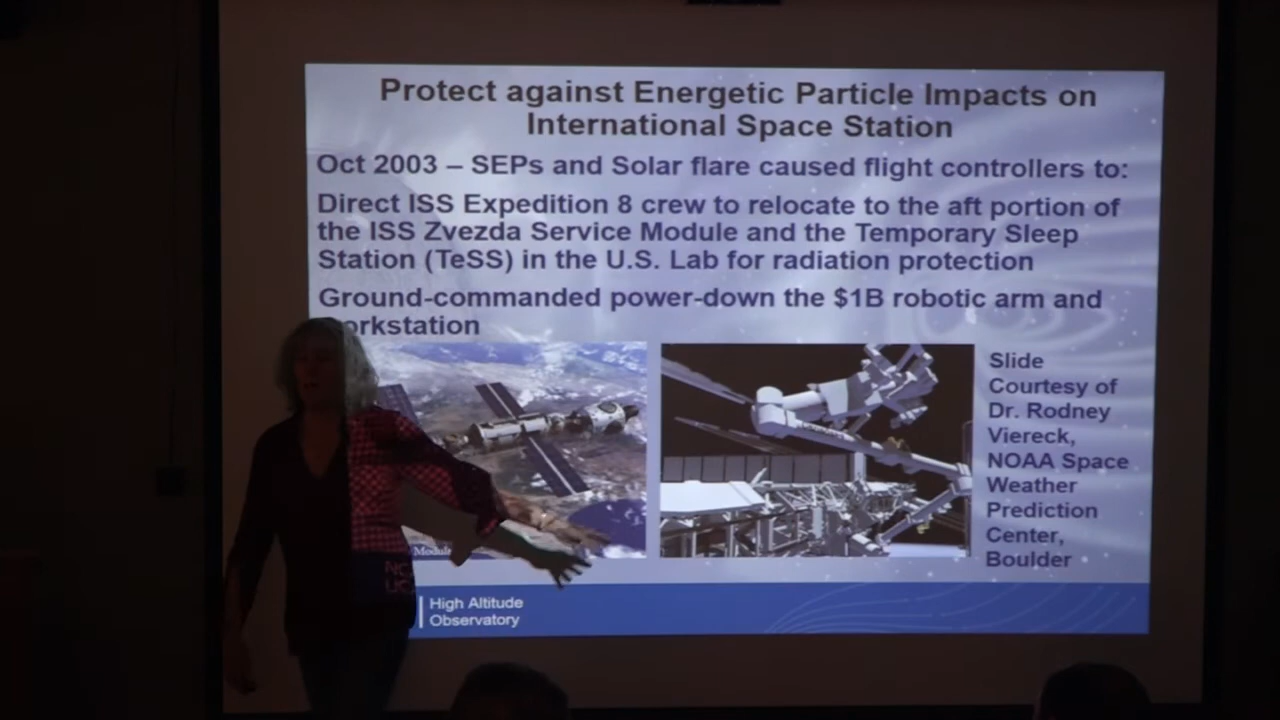 Protect against Energetic Particle Impacts on
International Space Station
Oct 2003 – SEPs and Solar flare caused flight controllers to:
Direct ISS Expedition 8 crew to relocate to the aft portion of
the ISS Zvezda Service Module and the Temporary Sleep
Station (TeSS) in the U.S. Lab for radiation protection
Ground-commanded power-down the $1B robotic arm and
orkstation
Slide
Courtesy of
Dr. Rodney
Viereck,
NOAA Space
Weather
Prediction
Center,
Boulder
Module
High Altitude
Observatory